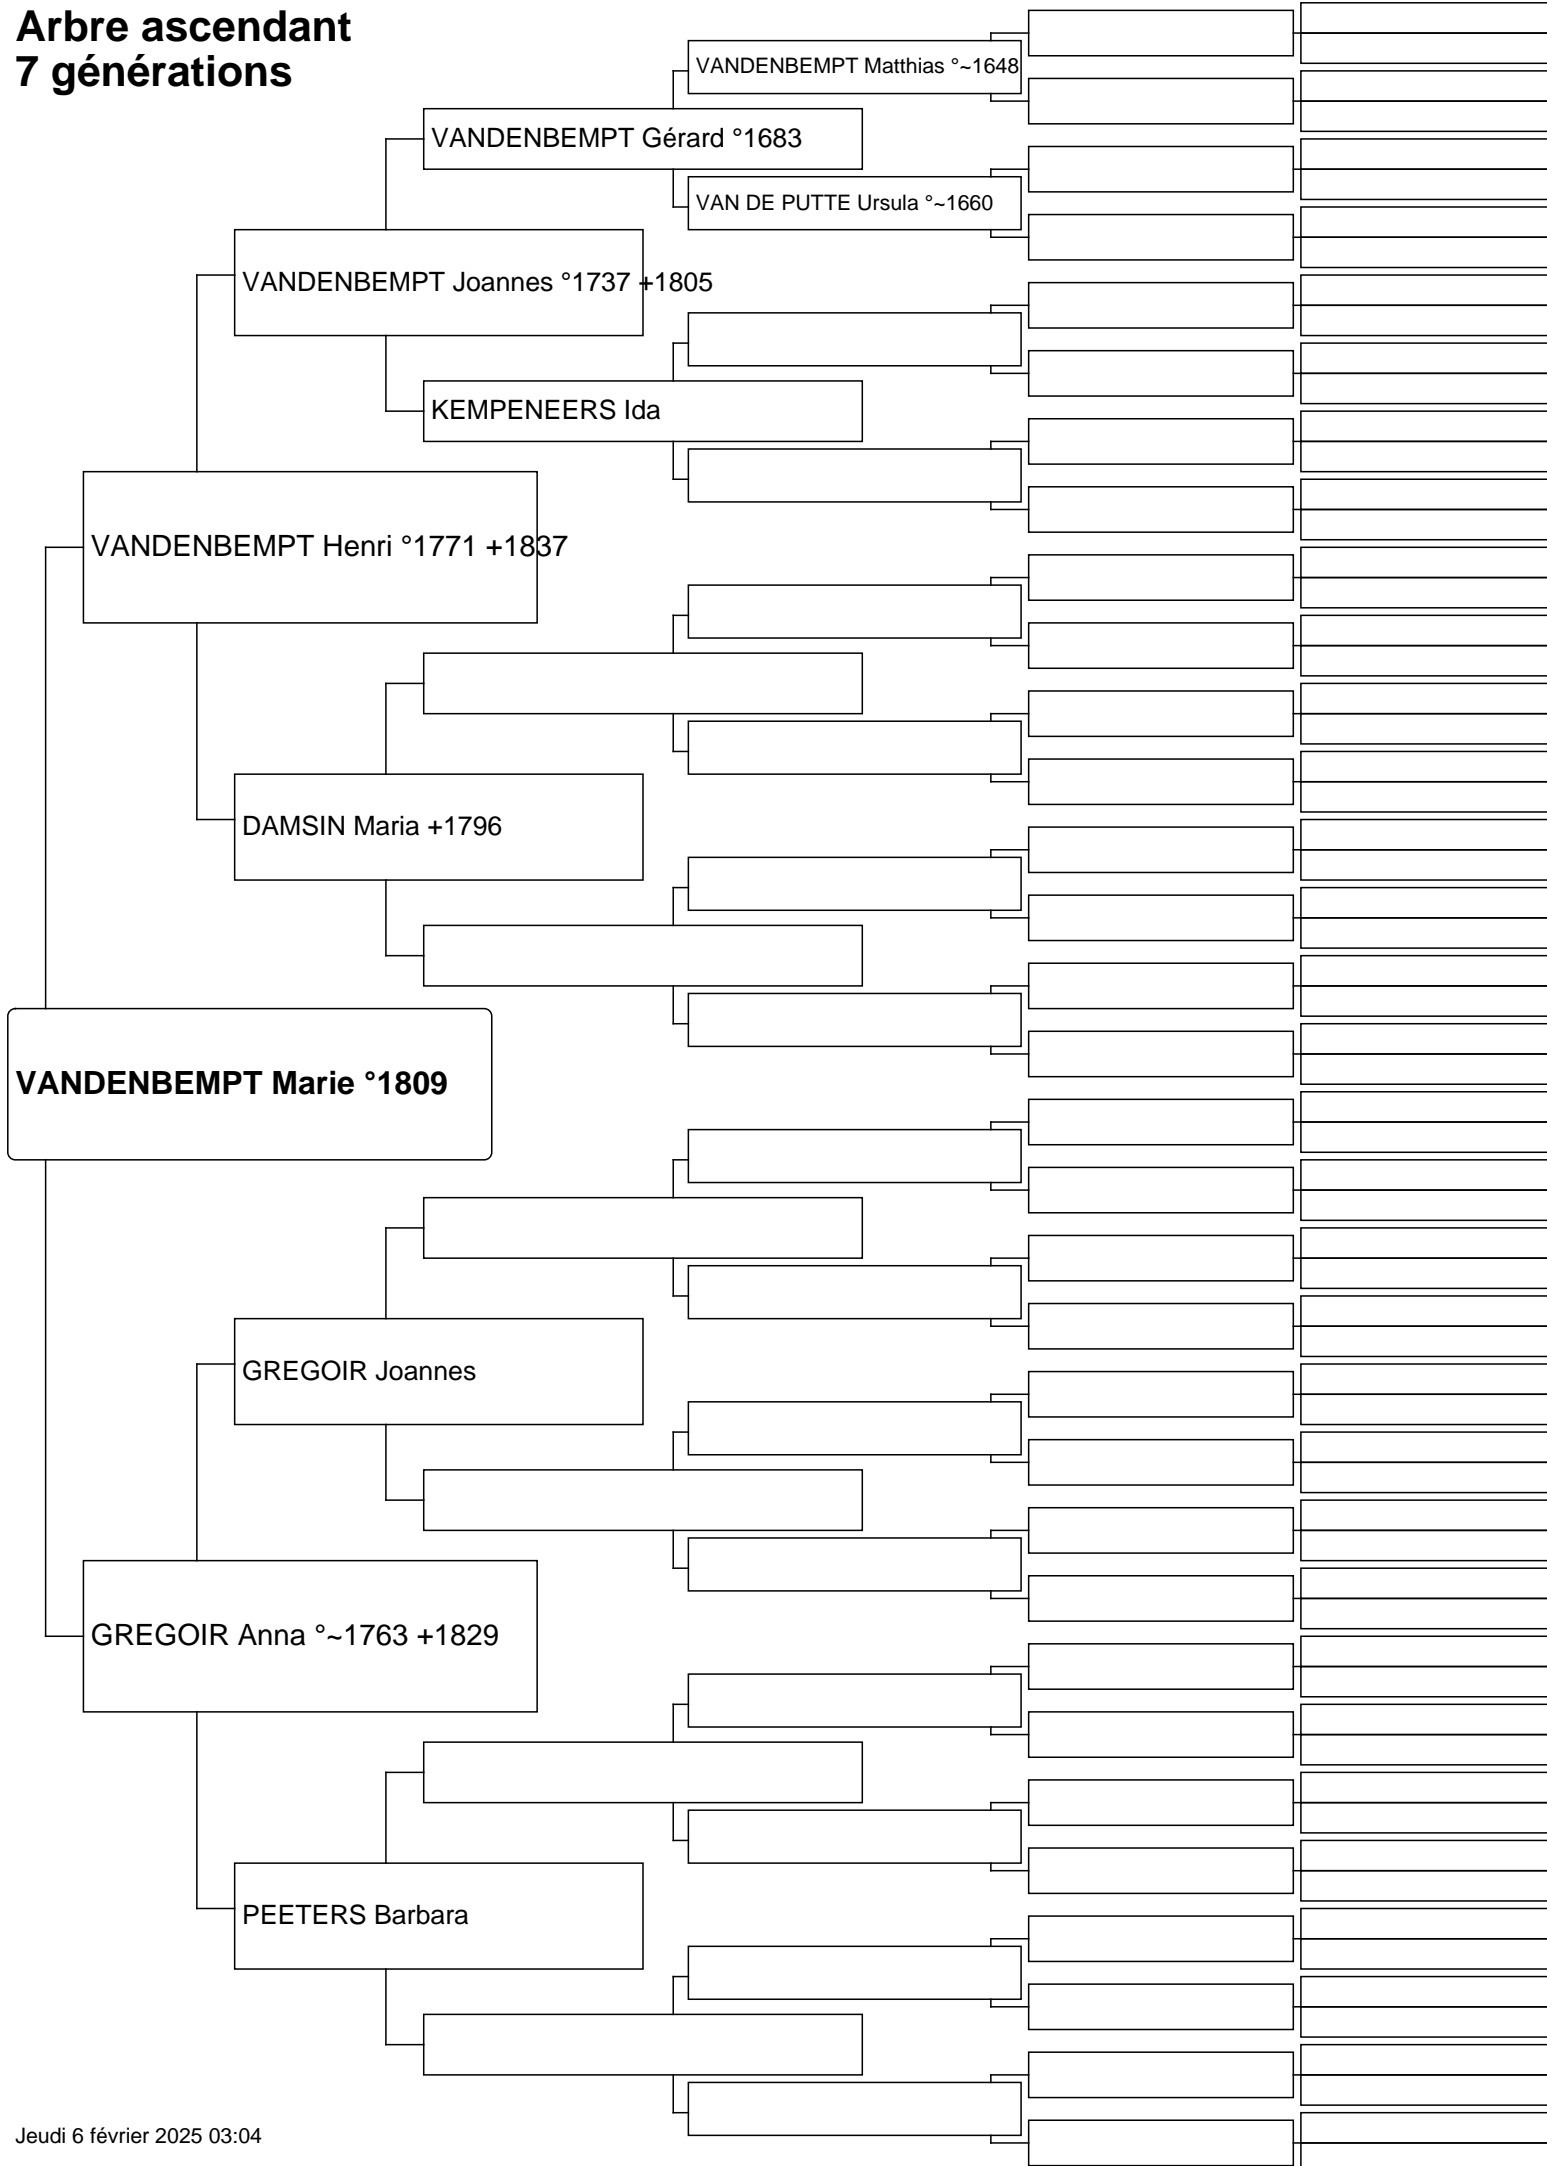 Arbre ascendant
7 générations
VANDENBEMPT Matthias °~1648
VANDENBEMPT Gérard °1683
VAN DE PUTTE Ursula °~1660
VANDENBEMPT Joannes °1737 +1805
KEMPENEERS Ida
VANDENBEMPT Henri °1771 +1837
DAMSIN Maria +1796
VANDENBEMPT Marie °1809
GREGOIR Joannes
GREGOIR Anna °~1763 +1829
PEETERS Barbara
Jeudi 6 février 2025 03:04